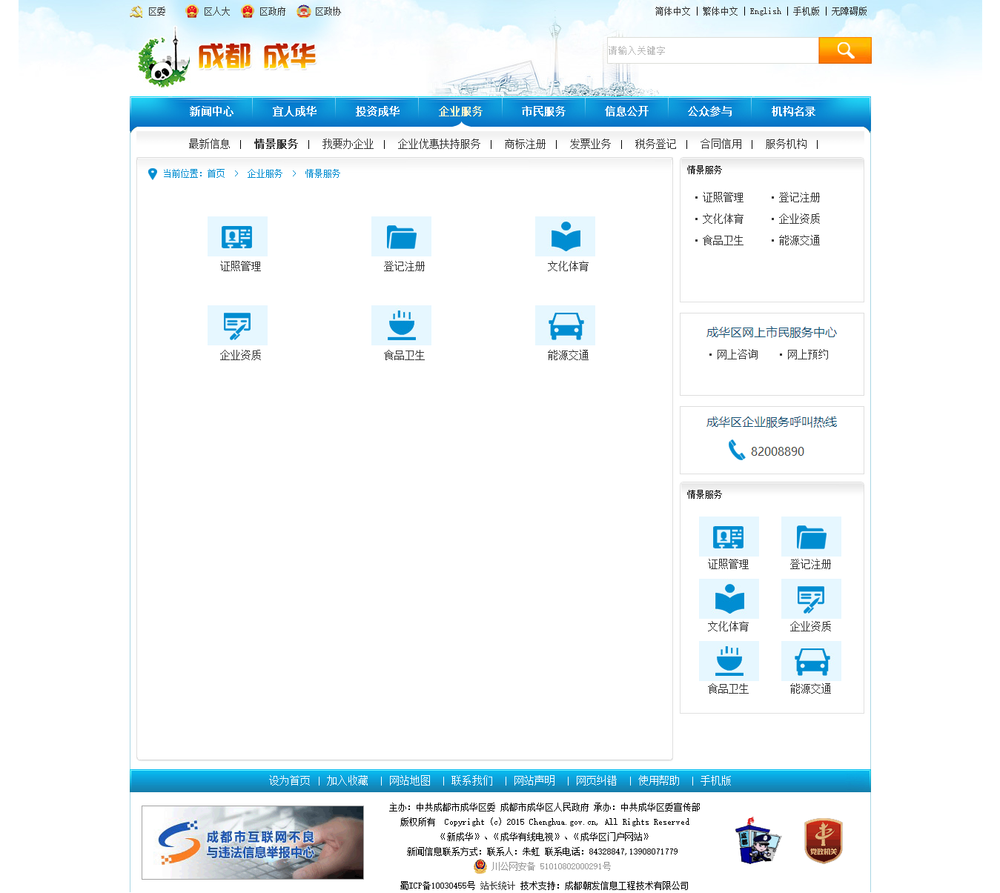 区委 区人大 区政府 区政协 简体中文 | 繁体中文 | English | 手机版 | 无障碍版
成都 成华
请输入关键字
新闻中心 宜人成华 投资成华 企业服务 市民服务 信息公开 公众参与 机构名录
最新信息 | 情景服务 | 我要办企业 | 企业优惠扶持服务 | 商标注册 | 发票业务 | 税务登记 | 合同信用 | 服务机构 |
当前位置：首页 > 企业服务 > 情景服务
证照管理 登记注册 文化体育
企业资质 食品卫生 能源交通
情景服务
· 证照管理 · 登记注册
· 文化体育 · 企业资质
· 食品卫生 · 能源交通
成华区网上市民服务中心
· 网上咨询 · 网上预约
成华区企业服务呼叫热线
82008890
情景服务
证照管理 登记注册
文化体育 企业资质
食品卫生 能源交通
设为首页 | 加入收藏 | 网站地图 | 联系我们 | 网站声明 | 网页纠错 | 使用帮助 | 手机版
成都市互联网不良
与违法信息举报中心
主办：中共成都市成华区委 成都市成华区人民政府 承办：中共成华区委宣传部
版权所有 Copyright (c) 2015 Chenghua.gov.cn, All Rights Reserved
《新成华》、《成华有线电视》、《成华区门户网站》
新闻信息联系方式：联系人：朱虹 联系电话：84328847,13908071779
川公网安备 51010802000291号
蜀ICP备10030455号 站长统计 技术支持：成都朝发信息工程技术有限公司
党政机关